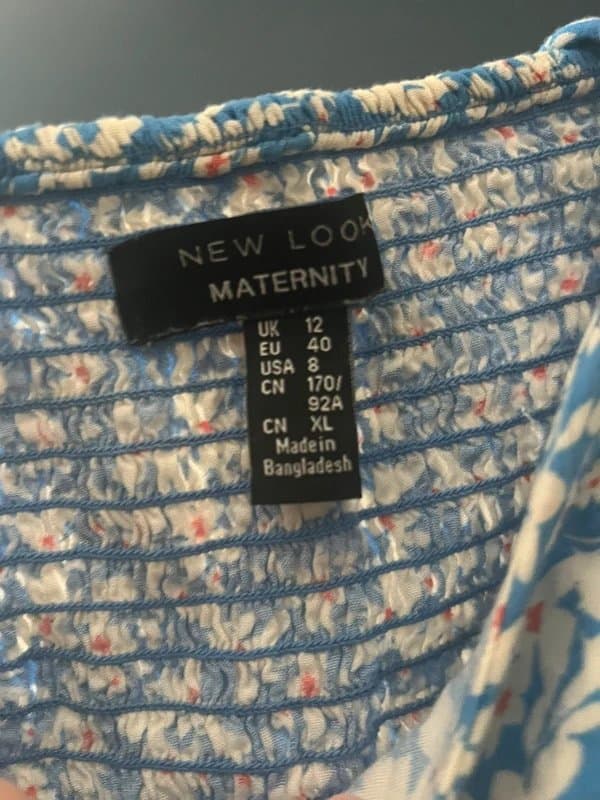 NEW LOOK
MATERNITY
UK 12
EU 40
USA 8
CN 170/
92A
CN XL
Madein
Bangladesh